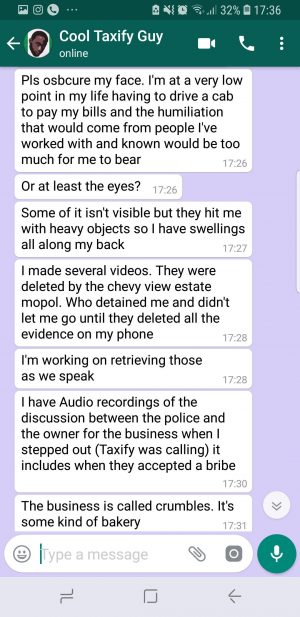 32% 17:36
Cool Taxify Guy
online
Pls osbcure my face. I'm at a very low
point in my life having to drive a cab
to pay my bills and the humiliation
that would come from people I've
worked with and known would be too
much for me to bear
17:26
Or at least the eyes? 17:26
Some of it isn't visible but they hit me
with heavy objects so I have swellings
all along my back
17:27
I made several videos. They were
deleted by the chevy view estate
mopol. Who detained me and didn't
let me go until they deleted all the
evidence on my phone
17:28
I'm working on retrieving those
as we speak
17:28
I have Audio recordings of the
discussion between the police and
the owner for the business when I
stepped out (Taxify was calling) it
includes when they accepted a bribe
17:30
The business is called crumbles. It's
some kind of bakery
17:31
Type a message